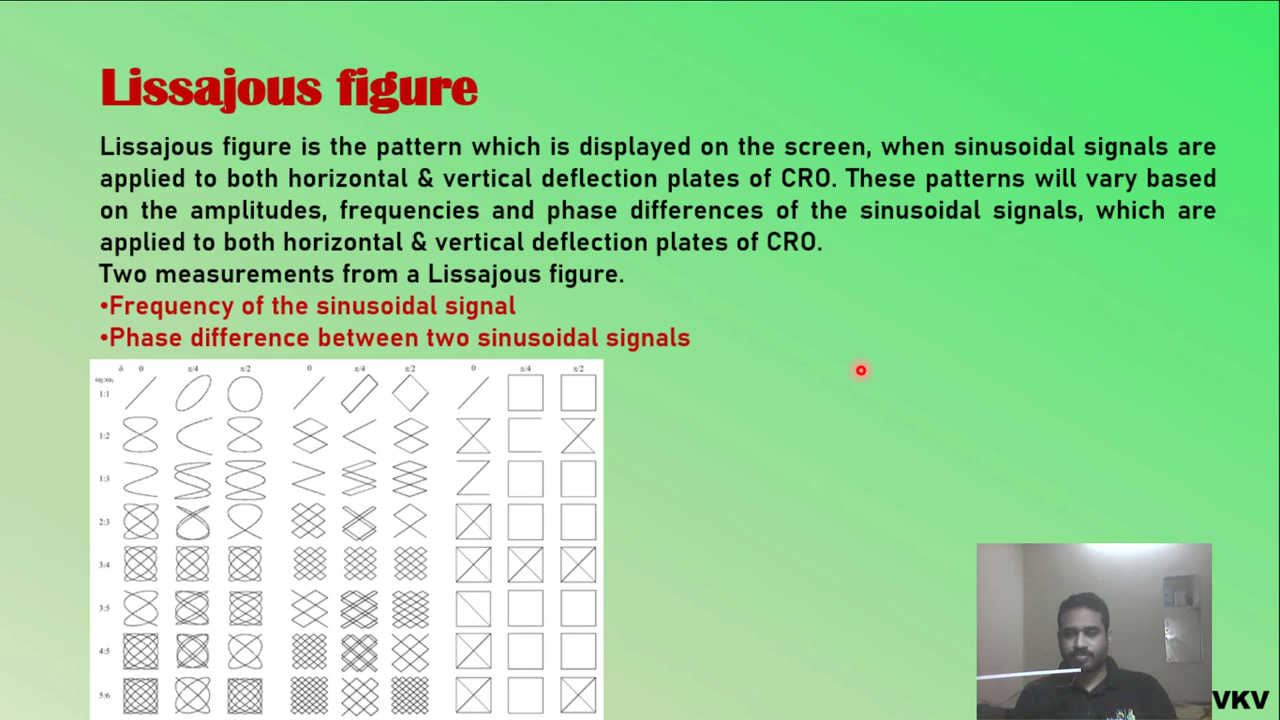 Lissajous figure
Lissajous figure is the pattern which is displayed on the screen, when sinusoidal signals are
applied to both horizontal & vertical deflection plates of CRO. These patterns will vary based
on the amplitudes, frequencies and phase differences of the sinusoidal signals, which are
applied to both horizontal & vertical deflection plates of CRO.
Two measurements from a Lissajous figure.
•Frequency of the sinusoidal signal
•Phase difference between two sinusoidal signals
δ 0 π/4 π/2 0 π/4 π/2 0 π/4 π/2
1:1
1:2
1:3
2:3
3:4
3:5
4:5
5:6
VKV